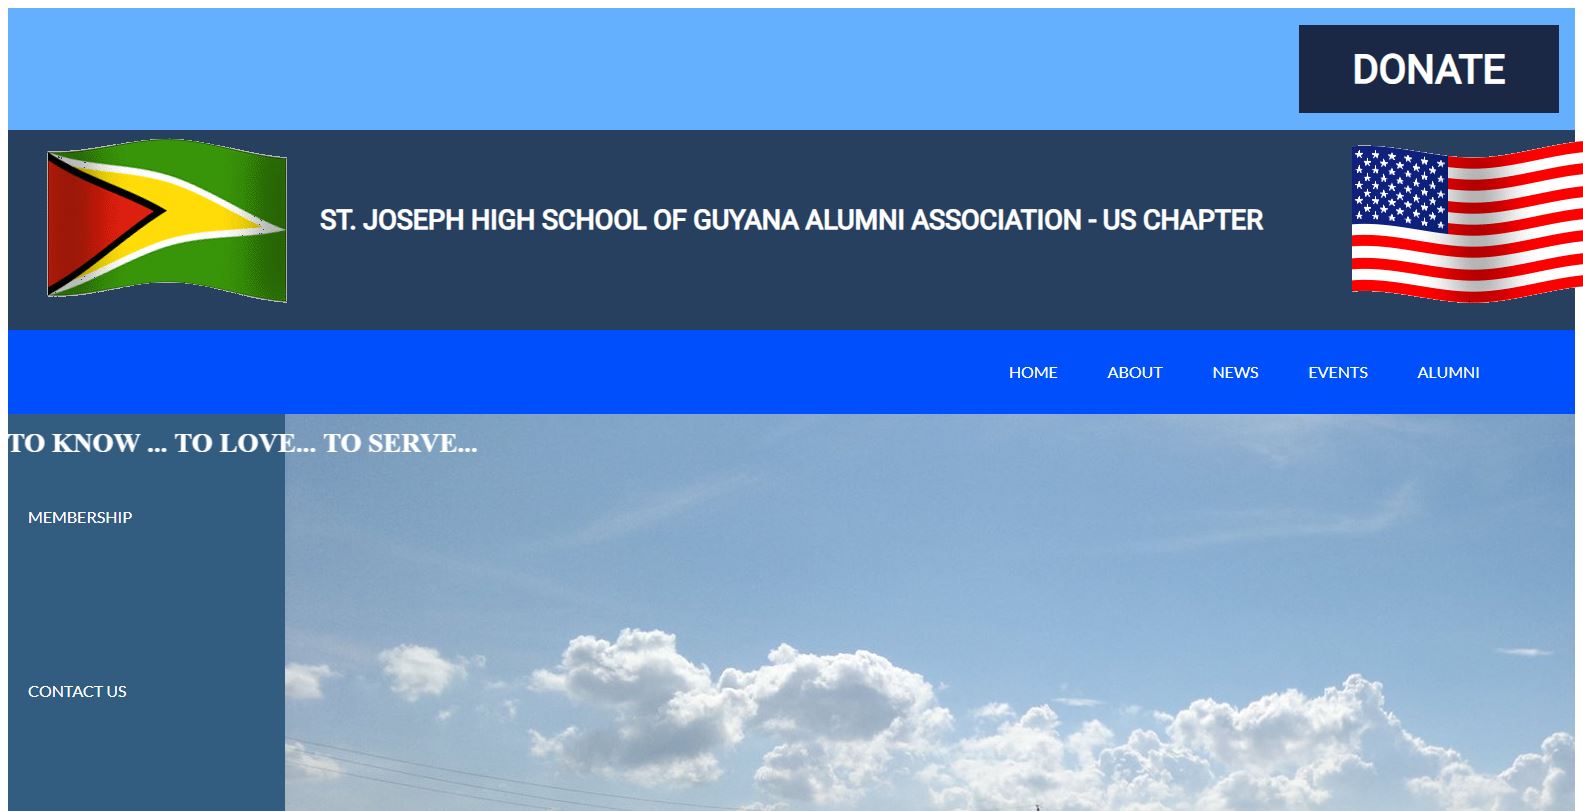 DONATE
ST. JOSEPH HIGH SCHOOL OF GUYANA ALUMNI ASSOCIATION - US CHAPTER
HOME ABOUT NEWS EVENTS ALUMNI
TO KNOW ... TO LOVE... TO SERVE...
MEMBERSHIP
CONTACT US